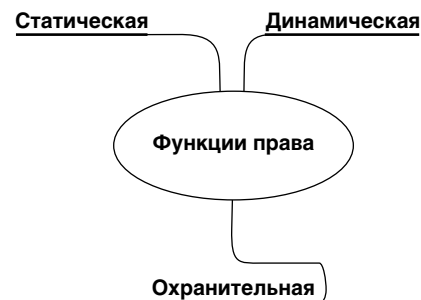 Статическая
Динамическая
Функции права
Охранительная